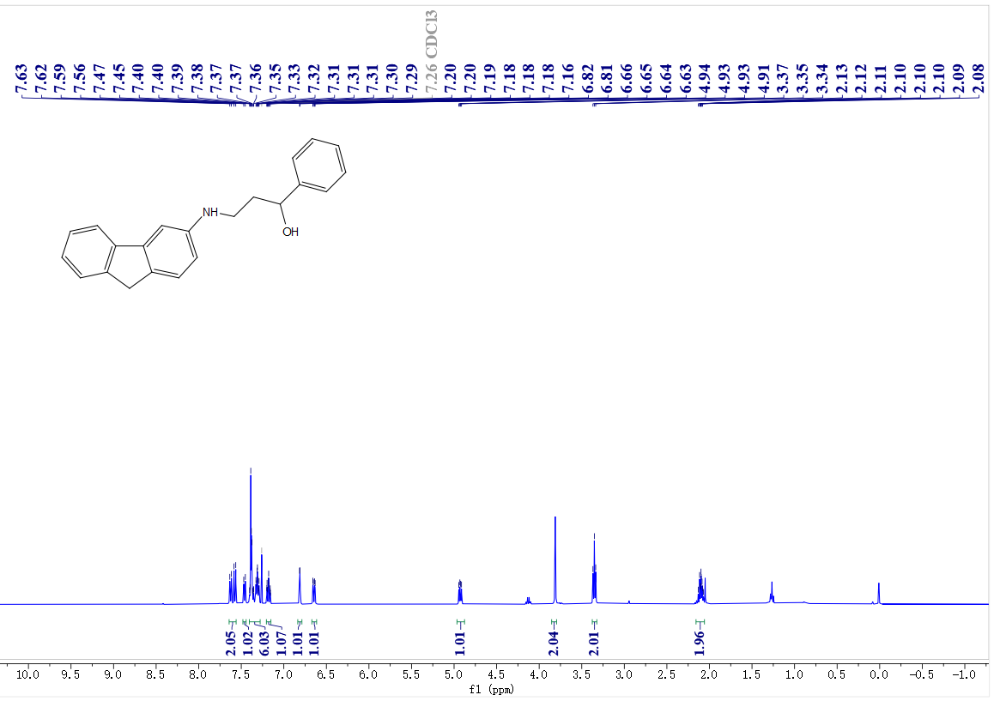 7.63 7.62 7.59 7.56 7.47 7.45 7.40 7.40 7.39 7.38 7.37 7.37 7.36 7.35 7.33 7.32 7.31 7.31 7.31 7.30 7.29 7.26 CDCl3 7.20 7.20 7.19 7.18 7.18 7.18 7.16 6.82 6.81 6.66 6.65 6.64 6.63 4.94 4.93 4.93 4.91 3.37 3.35 3.34 2.13 2.12 2.11 2.10 2.10 2.10 2.09 2.08
NH
OH
2.05 1.02 6.03 1.07 1.01 1.01 1.01 2.04 2.01 1.96
10.0 9.5 9.0 8.5 8.0 7.5 7.0 6.5 6.0 5.5 5.0 4.5 4.0 3.5 3.0 2.5 2.0 1.5 1.0 0.5 0.0 -0.5 -1.0
f1 (ppm)